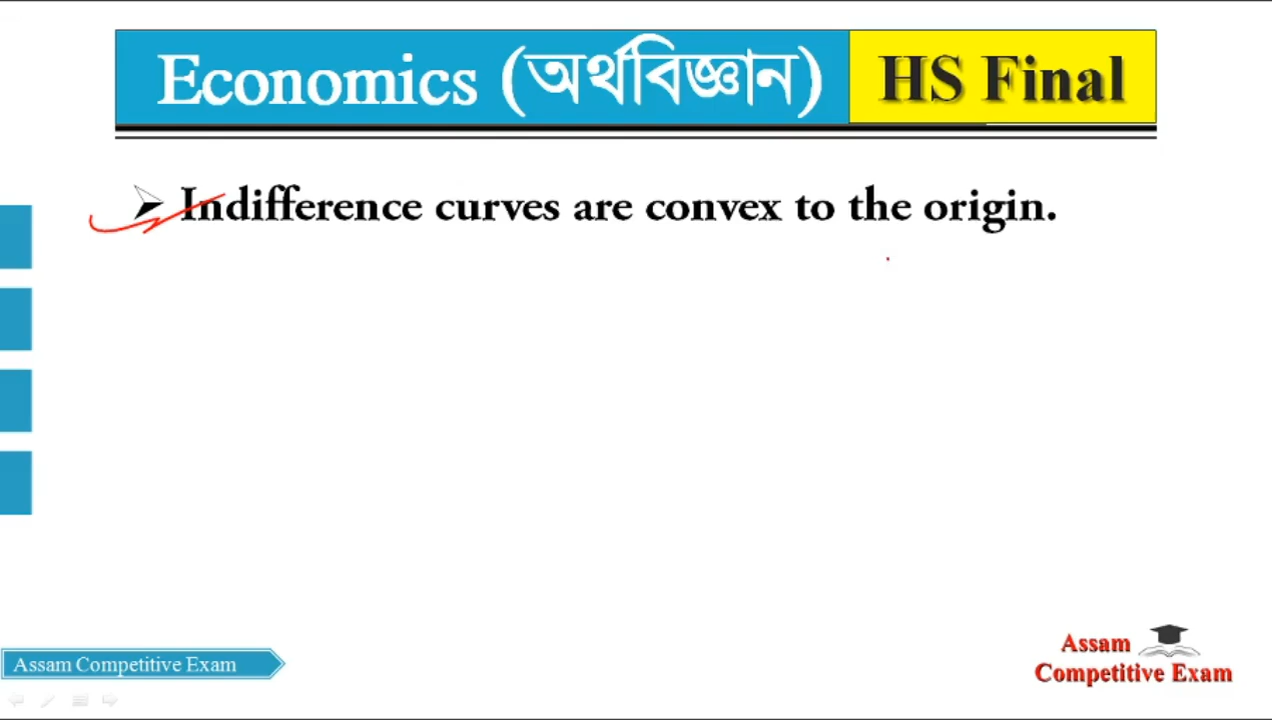 Economics (অৰ্থবিজ্ঞান) HS Final
➢ Indifference curves are convex to the origin.
Assam Competitive Exam
Assam
Competitive Exam